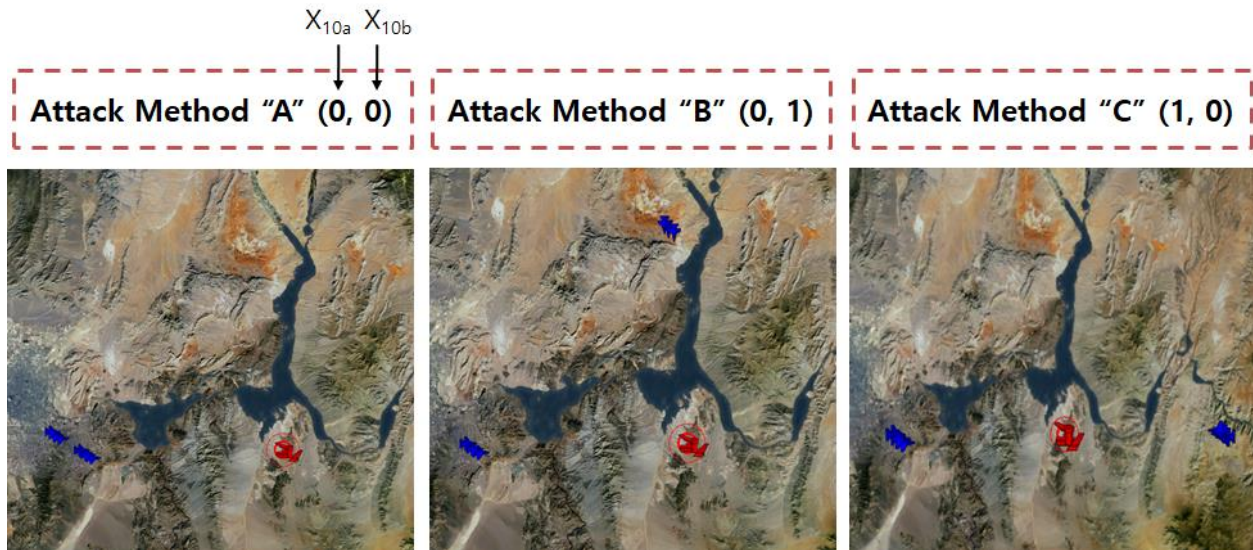 X10a X10b
Attack Method “A” (0, 0)
Attack Method “B” (0, 1)
Attack Method “C” (1, 0)